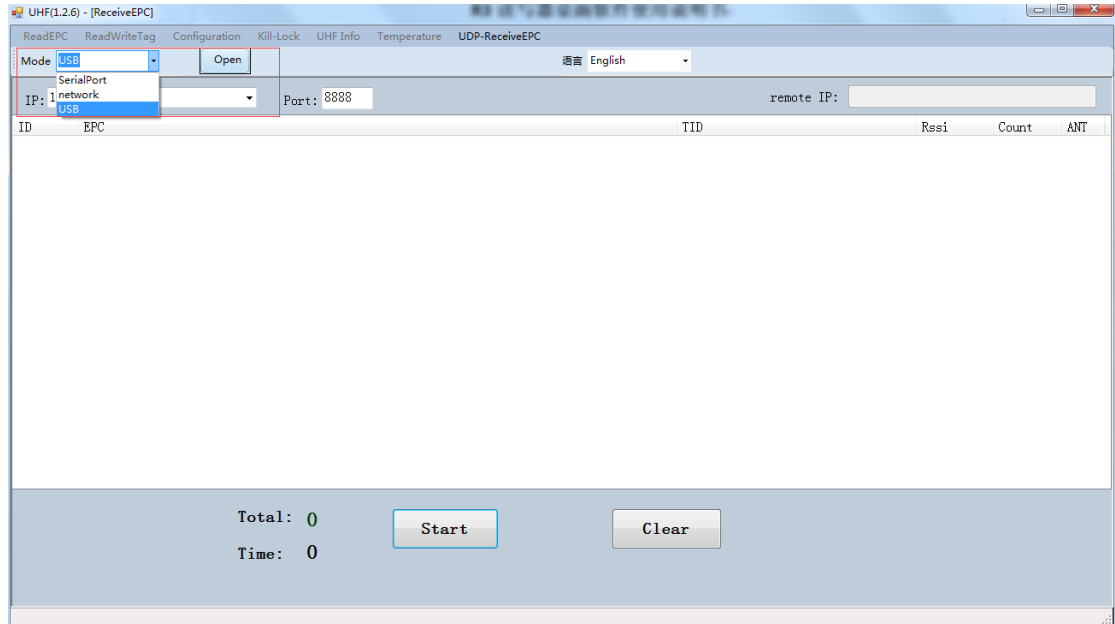 UHF(1.2.6) - [ReceiveEPC]
ReadEPC ReadWriteTag Configuration Kill-Lock UHF Info Temperature UDP-ReceiveEPC
Mode USB Open 语言 English
SerialPort
network
USB
IP: 1 Port: 8888 remote IP:
ID EPC TID Rssi Count ANT
Total: 0
Start Clear
Time: 0